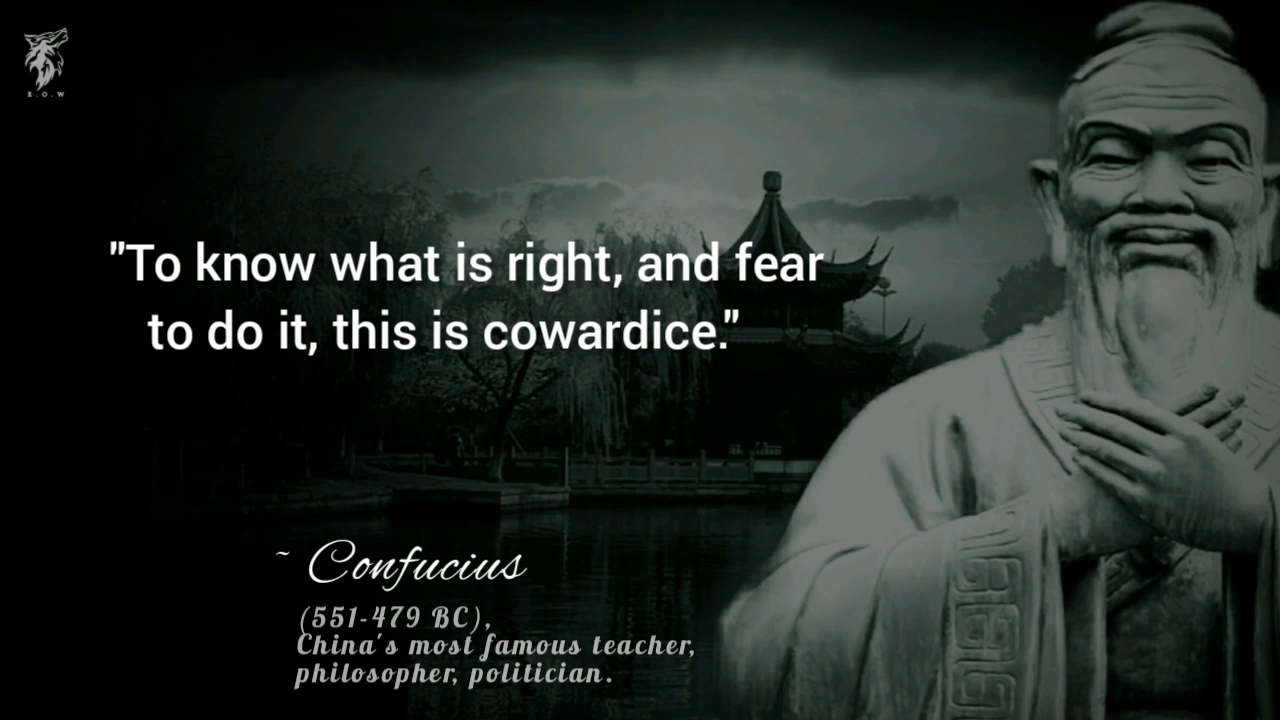 E.O.W
"To know what is right, and fear
to do it, this is cowardice."
~ Confucius
(551-479 BC),
China's most famous teacher,
philosopher, politician.